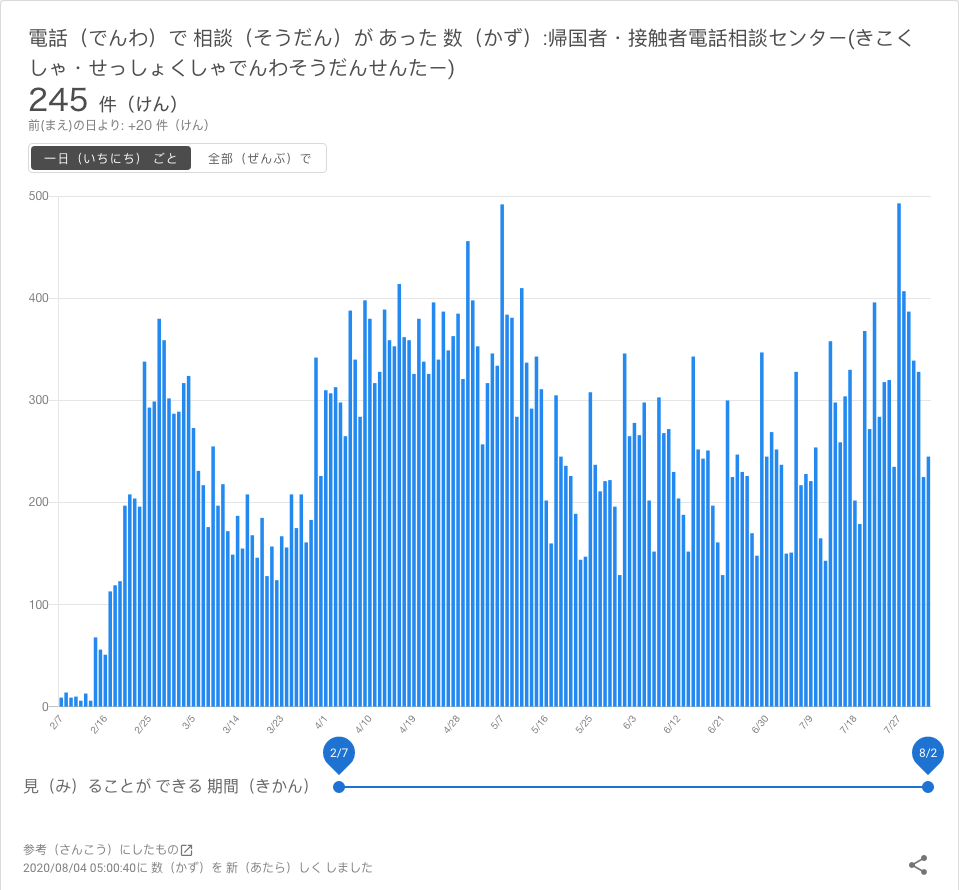 電話（でんわ）で 相談（そうだん）が あった 数（かず）:帰国者・接触者電話相談センター(きこく
しゃ・せっしょくしゃでんわそうだんせんたー)
245 件（けん）
前(まえ)の日より: +20 件（けん）
一日（いちにち） ごと 全部（ぜんぶ）で
500
400
300
200
100
0
2/7 2/16 2/25 3/5 3/14 3/23 4/1 4/10 4/19 4/28 5/7 5/16 5/25 6/3 6/12 6/21 6/30 7/9 7/18 7/27
2/7 8/2
見（み）ることが できる 期間（きかん）
参考（さんこう）にしたもの
2020/08/04 05:00:40に 数（かず）を 新（あたら）しく しました